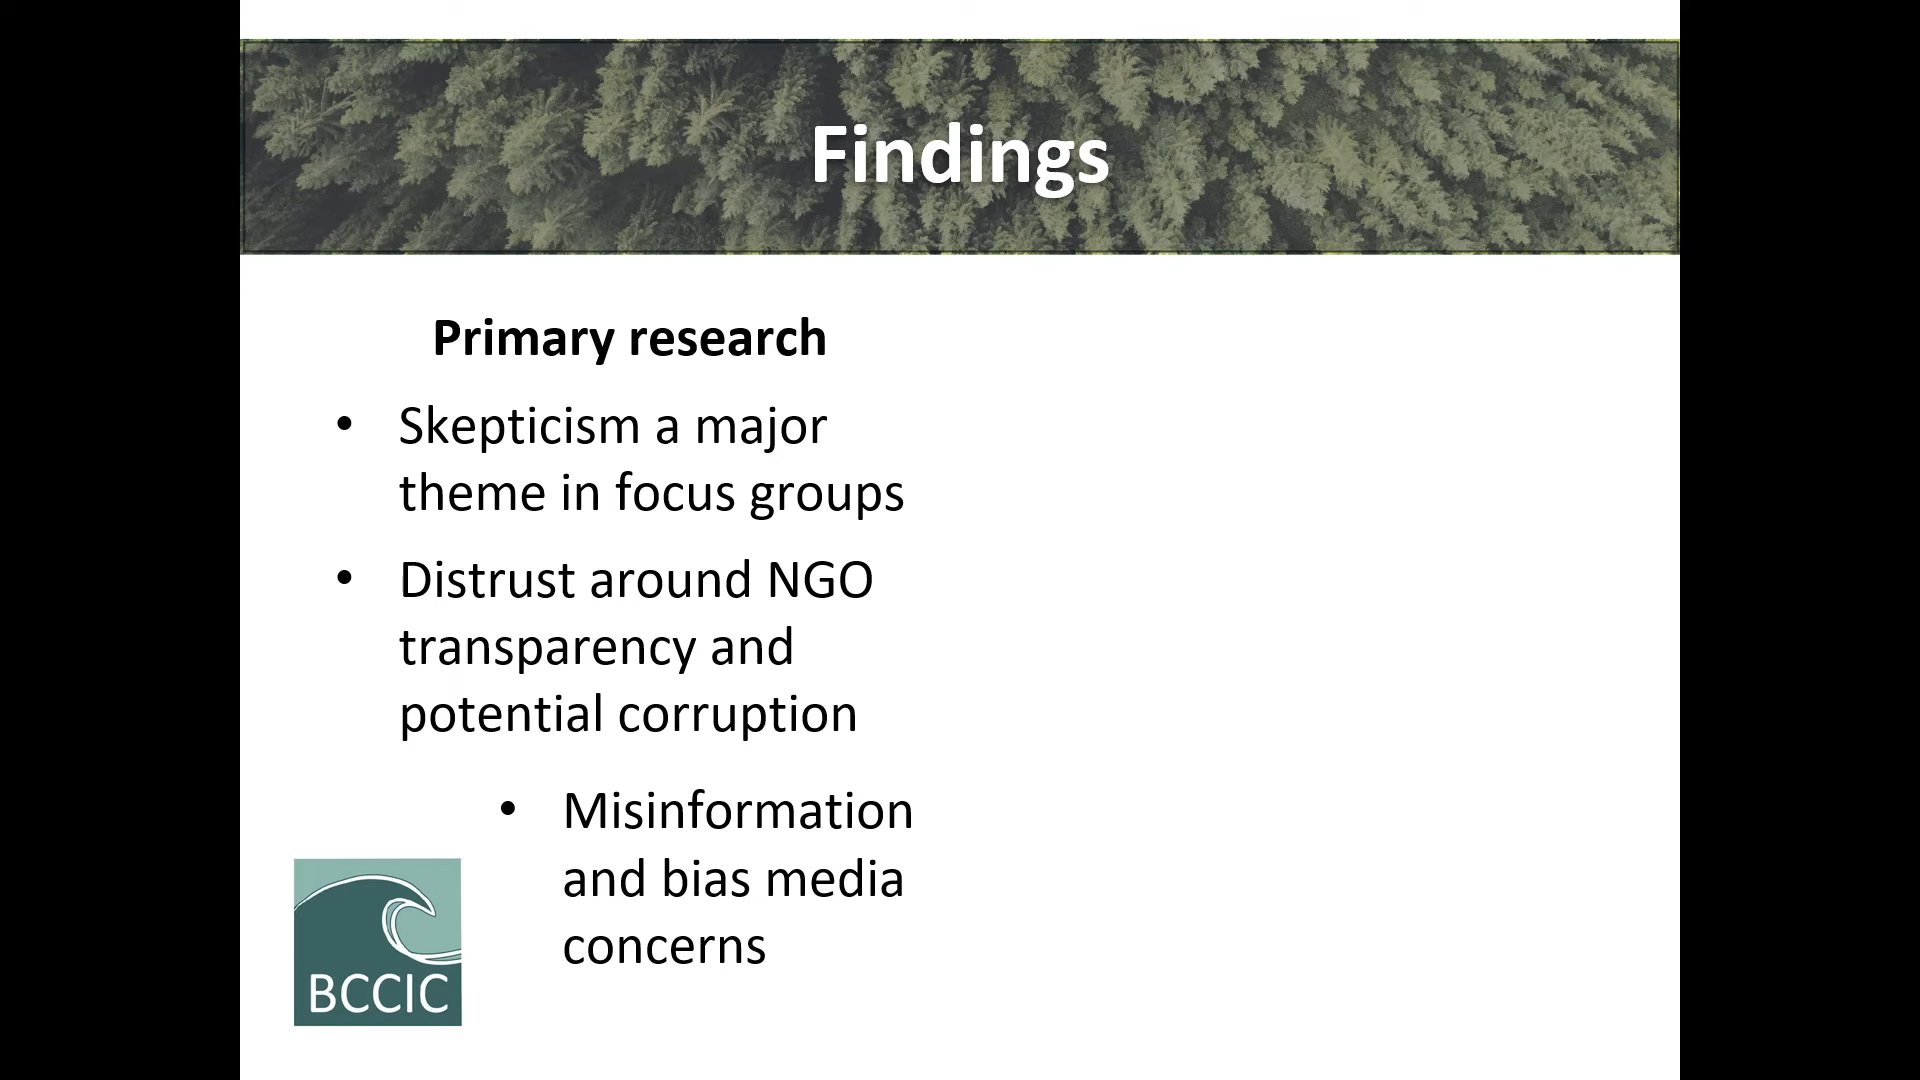 Findings
Primary research
• Skepticism a major
theme in focus groups
• Distrust around NGO
transparency and
potential corruption
• Misinformation
and bias media
concerns
BCCIC